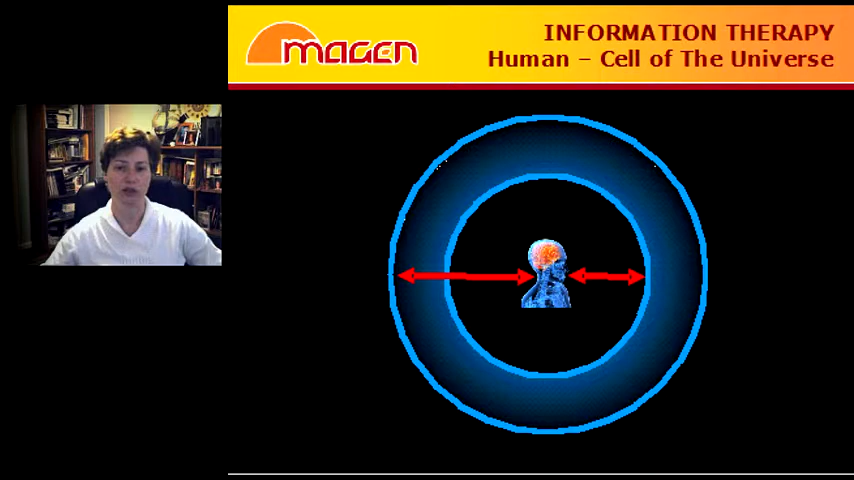 magen
INFORMATION THERAPY
Human – Cell of The Universe